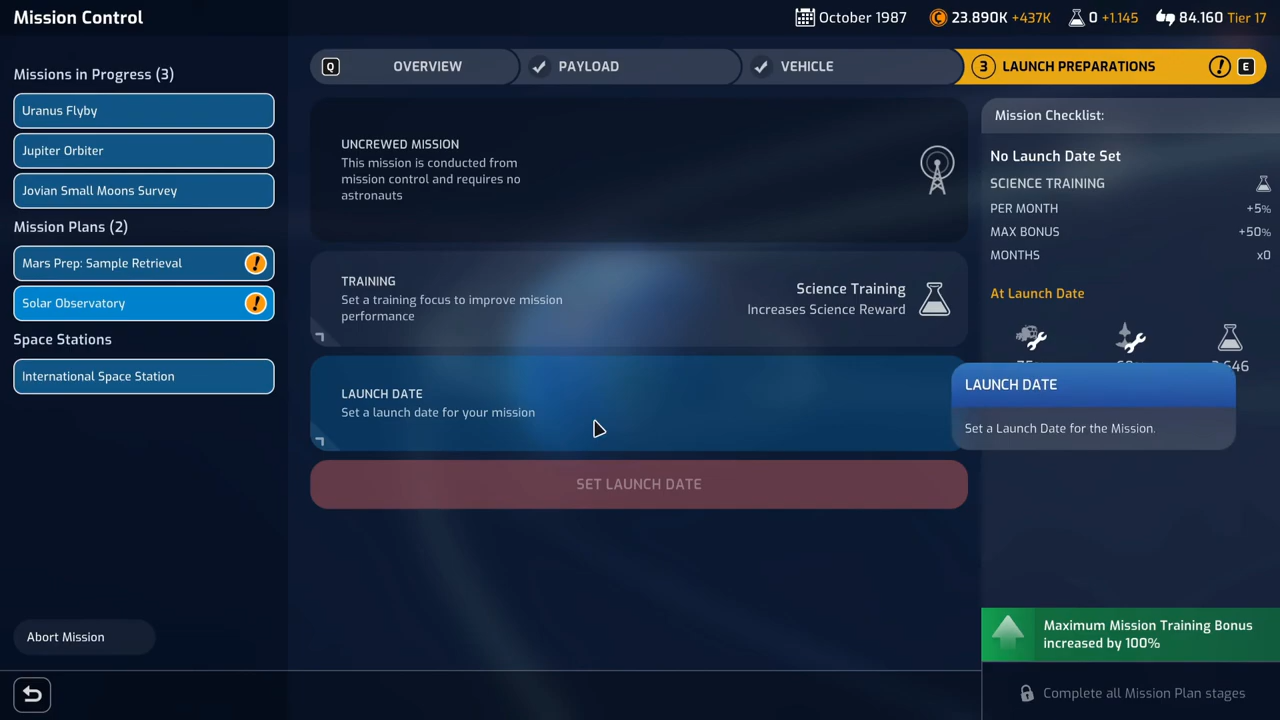 Mission Control
October 1987
23.890K +437K
0 +1.145
84.160 Tier 17
Missions in Progress (3)
Uranus Flyby
Jupiter Orbiter
Jovian Small Moons Survey
Mission Plans (2)
Mars Prep: Sample Retrieval
Solar Observatory
Space Stations
International Space Station
Abort Mission
Q
OVERVIEW
PAYLOAD
VEHICLE
3
LAUNCH PREPARATIONS
E
UNCREWED MISSION
This mission is conducted from
mission control and requires no
astronauts
TRAINING
Set a training focus to improve mission
performance
Science Training
Increases Science Reward
LAUNCH DATE
Set a launch date for your mission
SET LAUNCH DATE
Mission Checklist:
No Launch Date Set
SCIENCE TRAINING
PER MONTH +5%
MAX BONUS +50%
MONTHS x0
At Launch Date
LAUNCH DATE
Set a Launch Date for the Mission.
Maximum Mission Training Bonus
increased by 100%
Complete all Mission Plan stages